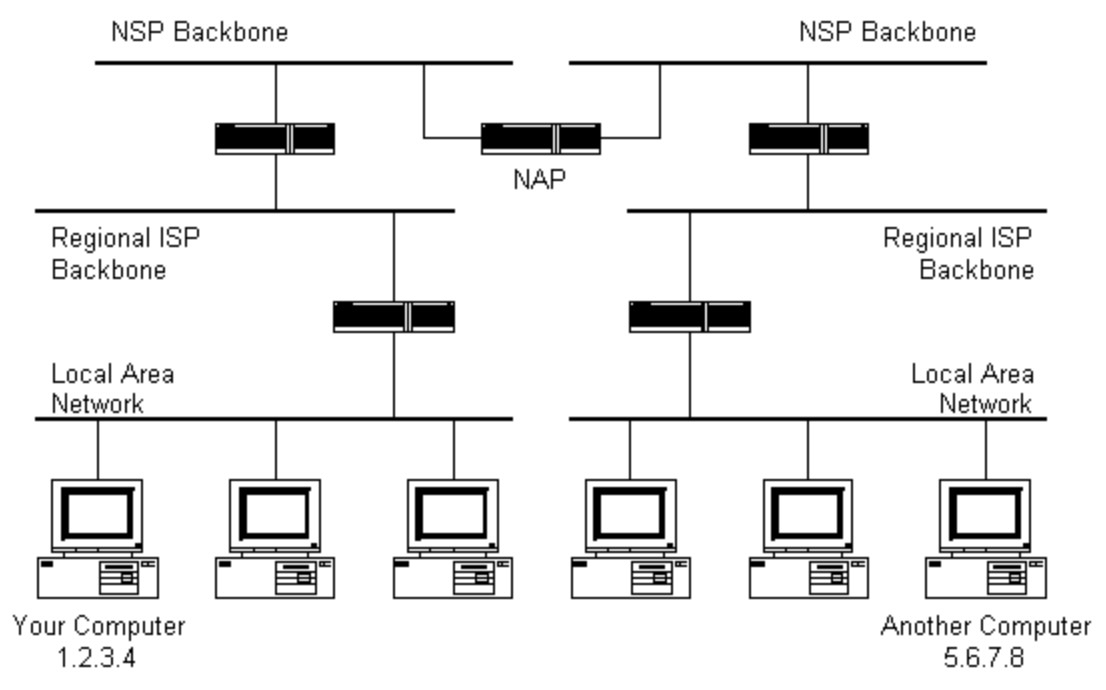 NSP Backbone
NSP Backbone
NAP
Regional ISP
Backbone
Regional ISP
Backbone
Local Area
Network
Local Area
Network
Your Computer
1.2.3.4
Another Computer
5.6.7.8